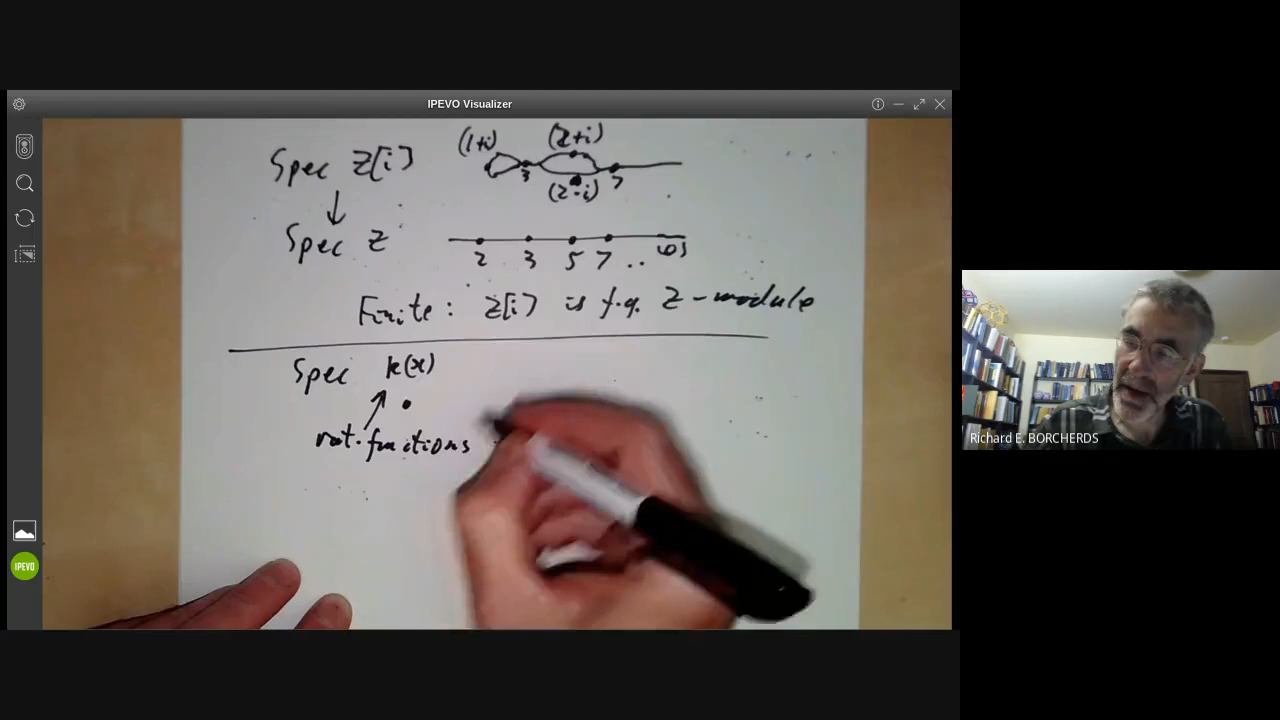 IPEVO Visualizer
(1+i) (2+i)
Spec Z[i]
3 (2-i) 7
Spec Z
2 3 5 7 .. (0)
Finite: Z[i] is f.g. Z-module
Spec k(x)
rat. functions
Richard E. BORCHERDS
IPEVO